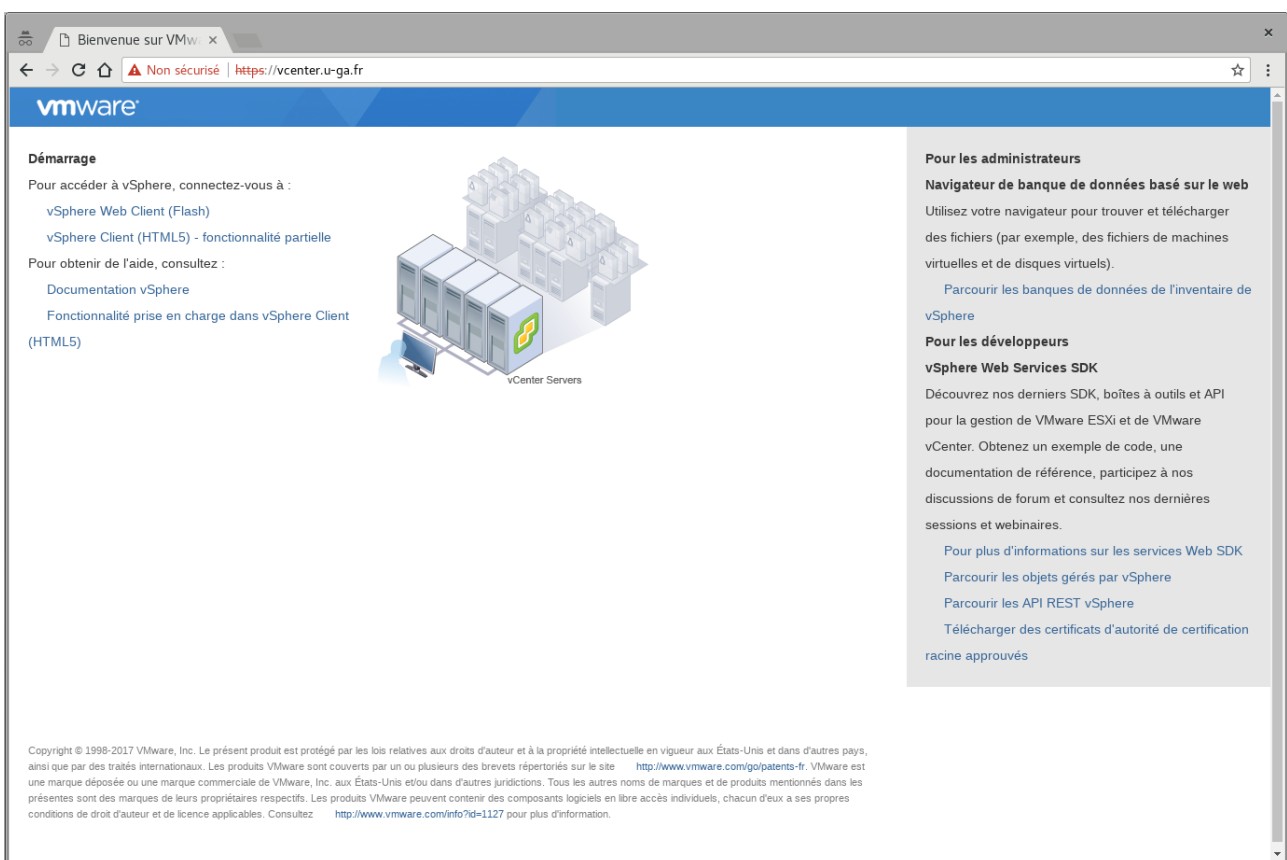 Bienvenue sur VMw
Non sécurisé https://vcenter.u-ga.fr
vmware
Démarrage
Pour accéder à vSphere, connectez-vous à :
vSphere Web Client (Flash)
vSphere Client (HTML5) - fonctionnalité partielle
Pour obtenir de l'aide, consultez :
Documentation vSphere
Fonctionnalité prise en charge dans vSphere Client
(HTML5)
vCenter Servers
Pour les administrateurs
Navigateur de banque de données basé sur le web
Utilisez votre navigateur pour trouver et télécharger
des fichiers (par exemple, des fichiers de machines
virtuelles et de disques virtuels).
Parcourir les banques de données de l'inventaire de
vSphere
Pour les développeurs
vSphere Web Services SDK
Découvrez nos derniers SDK, boîtes à outils et API
pour la gestion de VMware ESXi et de VMware
vCenter. Obtenez un exemple de code, une
documentation de référence, participez à nos
discussions de forum et consultez nos dernières
sessions et webinaires.
Pour plus d'informations sur les services Web SDK
Parcourir les objets gérés par vSphere
Parcourir les API REST vSphere
Télécharger des certificats d'autorité de certification
racine approuvés
Copyright © 1998-2017 VMware, Inc. Le présent produit est protégé par les lois relatives aux droits d'auteur et à la propriété intellectuelle en vigueur aux États-Unis et dans d'autres pays,
ainsi que par des traités internationaux. Les produits VMware sont couverts par un ou plusieurs des brevets répertoriés sur le site http://www.vmware.com/go/patents-fr. VMware est
une marque déposée ou une marque commerciale de VMware, Inc. aux États-Unis et/ou dans d'autres juridictions. Tous les autres noms de marques et de produits mentionnés dans les
présentes sont des marques de leurs propriétaires respectifs. Les produits VMware peuvent contenir des composants logiciels en libre accès individuels, chacun d'eux a ses propres
conditions de droit d'auteur et de licence applicables. Consultez http://www.vmware.com/info?id=1127 pour plus d'information.